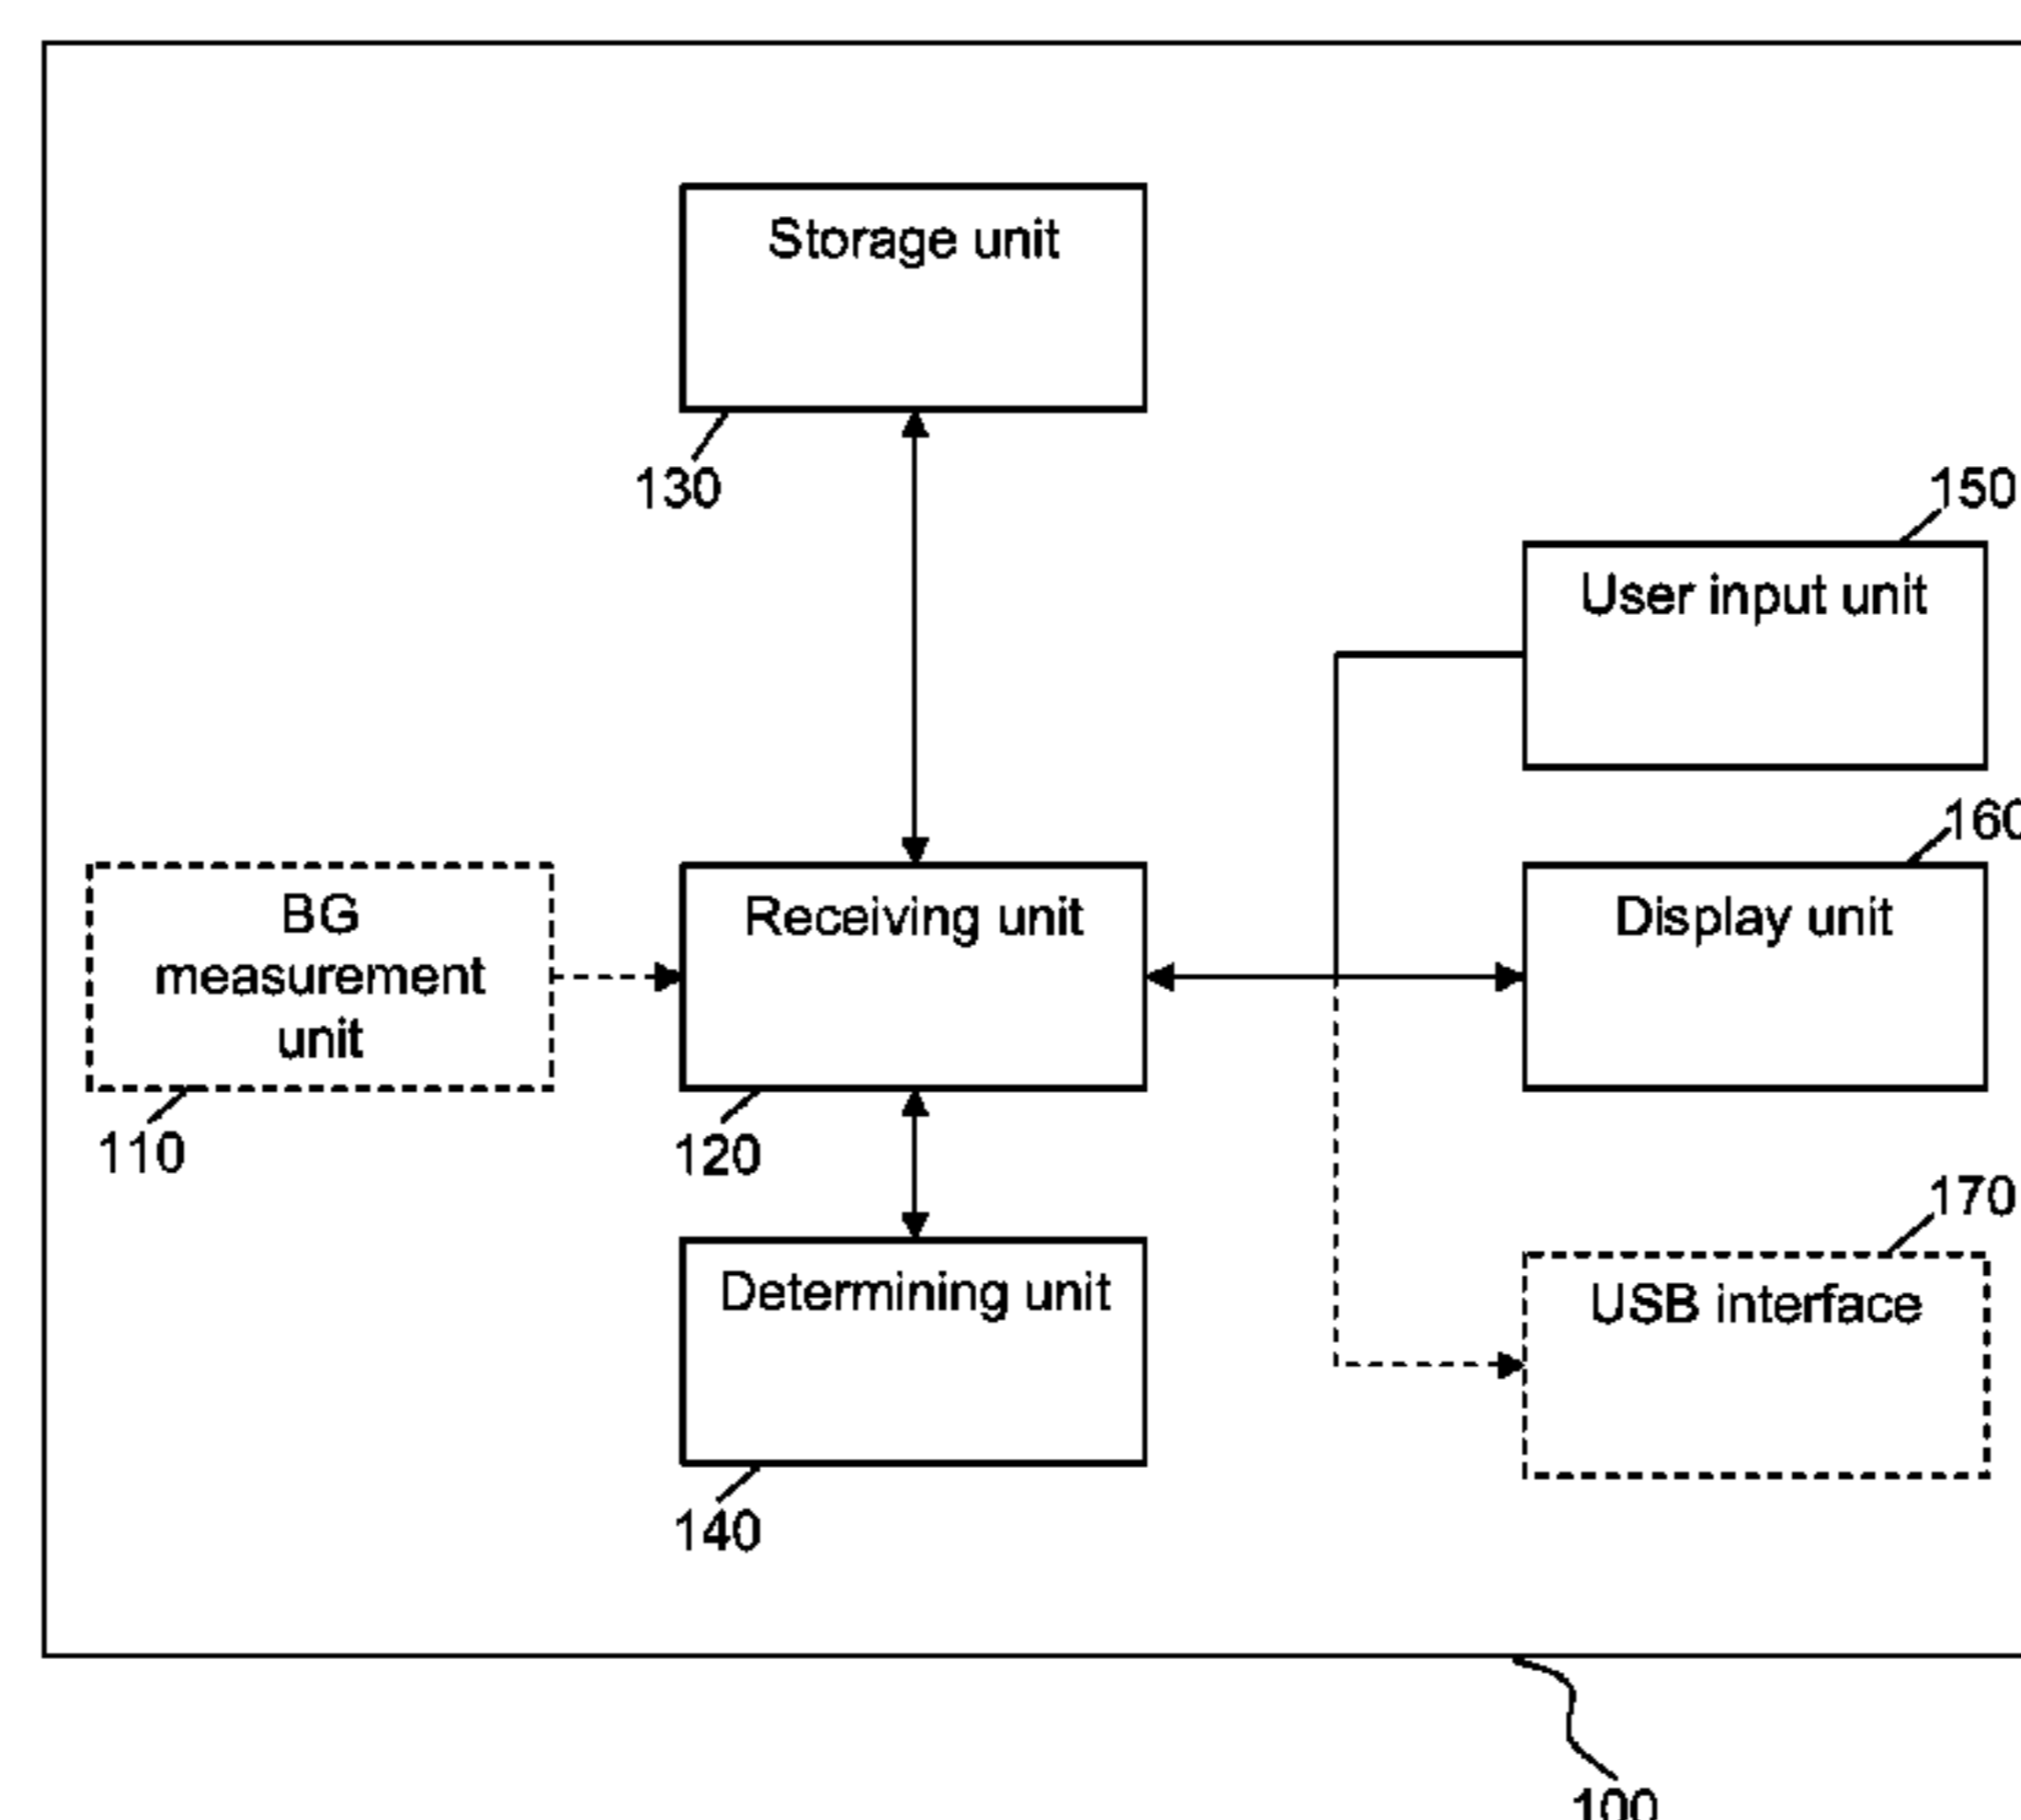 Storage unit
130
150
User input unit
160
BG
measurement
unit
Receiving unit
Display unit
110
120
170
Determining unit
USB interface
140
100